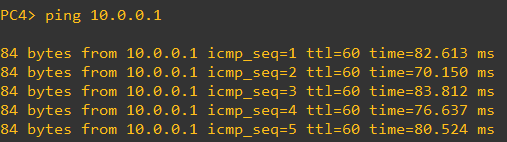 PC4> ping 10.0.0.1
84 bytes from 10.0.0.1 icmp_seq=1 ttl=60 time=82.613 ms
84 bytes from 10.0.0.1 icmp_seq=2 ttl=60 time=70.150 ms
84 bytes from 10.0.0.1 icmp_seq=3 ttl=60 time=83.812 ms
84 bytes from 10.0.0.1 icmp_seq=4 ttl=60 time=76.637 ms
84 bytes from 10.0.0.1 icmp_seq=5 ttl=60 time=80.524 ms